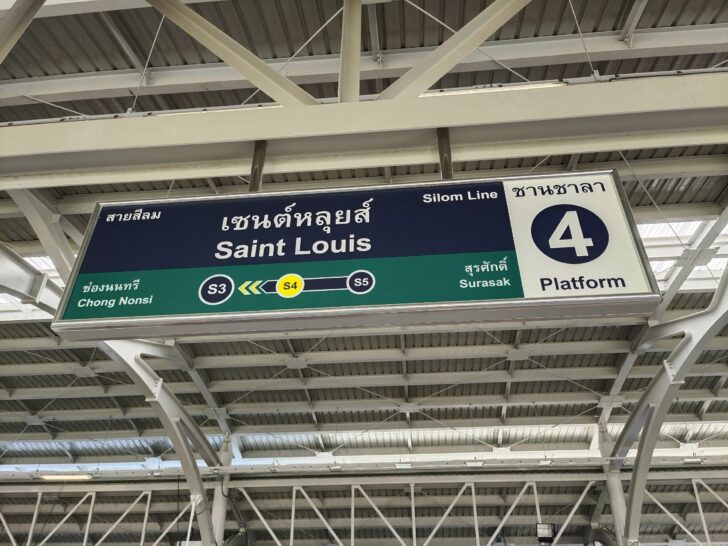 สายสีลม
เซนต์หลุยส์
Saint Louis
Silom Line
ช่องนนทรี
Chong Nonsi
S3
S4
S5
สุรศักดิ์
Surasak
ชานชาลา
4
Platform